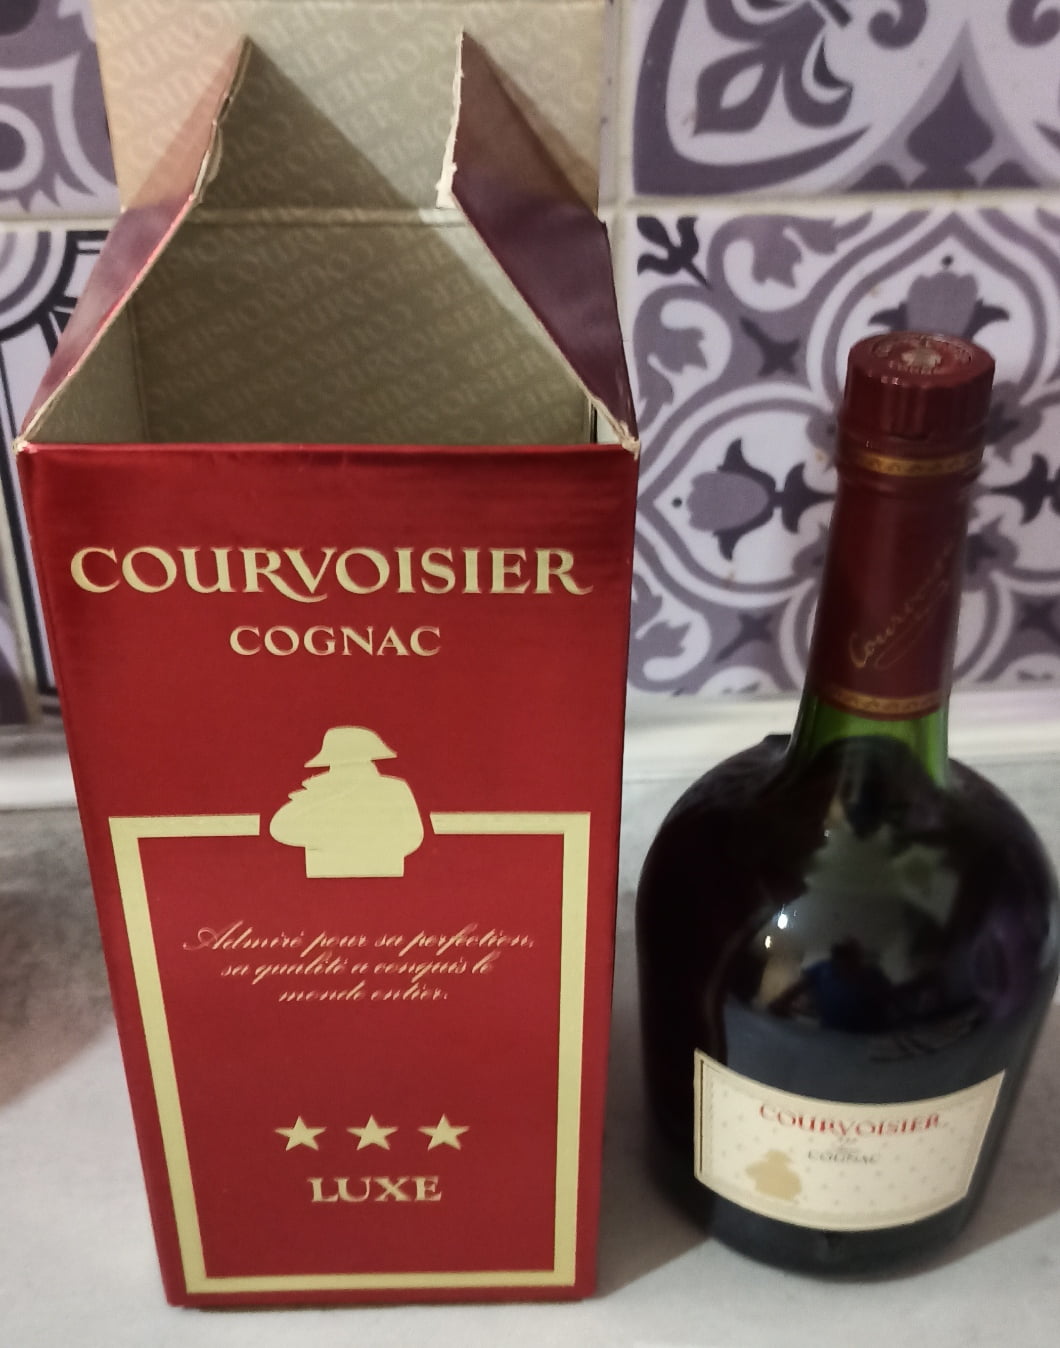 COURVOISIER
COGNAC
Admiré pour sa perfection,
sa qualité a conquis le
monde entier.
LUXE
Courvoisier
COURVOISIER
COGNAC